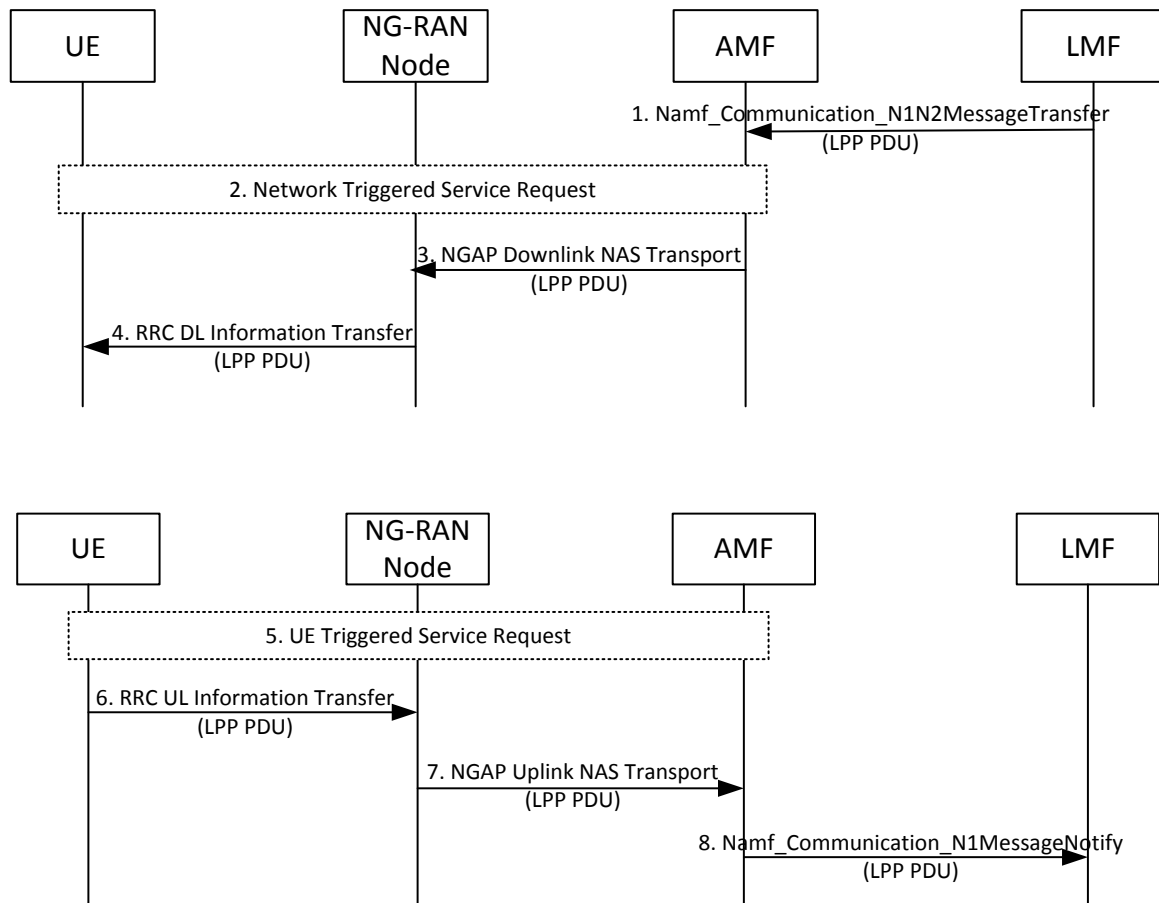 UE
NG-RAN
Node
AMF
LMF
1. Namf_Communication_N1N2MessageTransfer
(LPP PDU)
2. Network Triggered Service Request
3. NGAP Downlink NAS Transport
(LPP PDU)
4. RRC DL Information Transfer
(LPP PDU)
UE
NG-RAN
Node
AMF
LMF
5. UE Triggered Service Request
6. RRC UL Information Transfer
(LPP PDU)
7. NGAP Uplink NAS Transport
(LPP PDU)
8. Namf_Communication_N1MessageNotify
(LPP PDU)